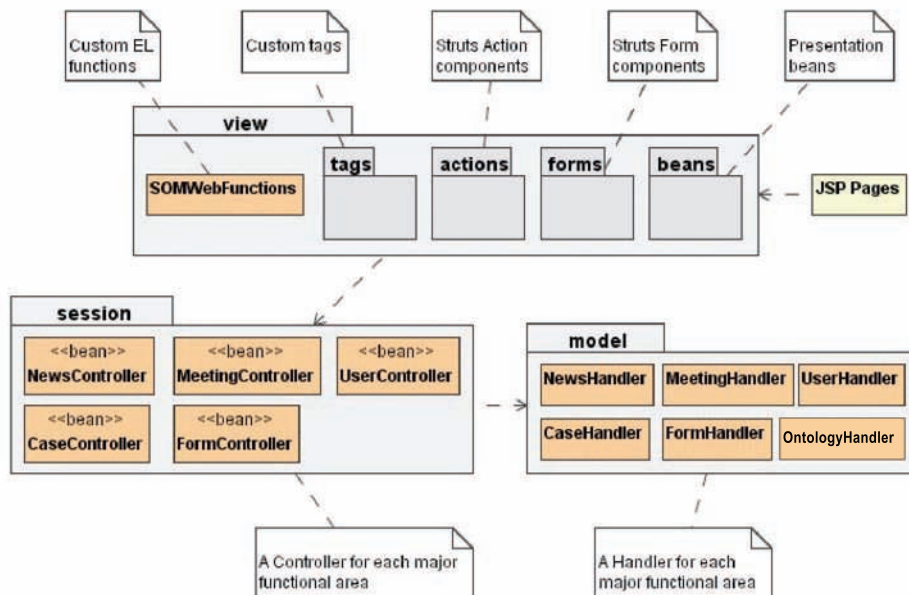 Custom EL
functions
Custom tags
Struts Action
components
Struts Form
components
Presentation
beans
view
SOMWebFunctions
tags
actions
forms
beans
JSP Pages
session
<<bean>>
NewsController
<<bean>>
MeetingController
<<bean>>
UserController
<<bean>>
CaseController
<<bean>>
FormController
model
NewsHandler
MeetingHandler
UserHandler
CaseHandler
FormHandler
OntologyHandler
A Controller for each major
functional area
A Handler for each
major functional area